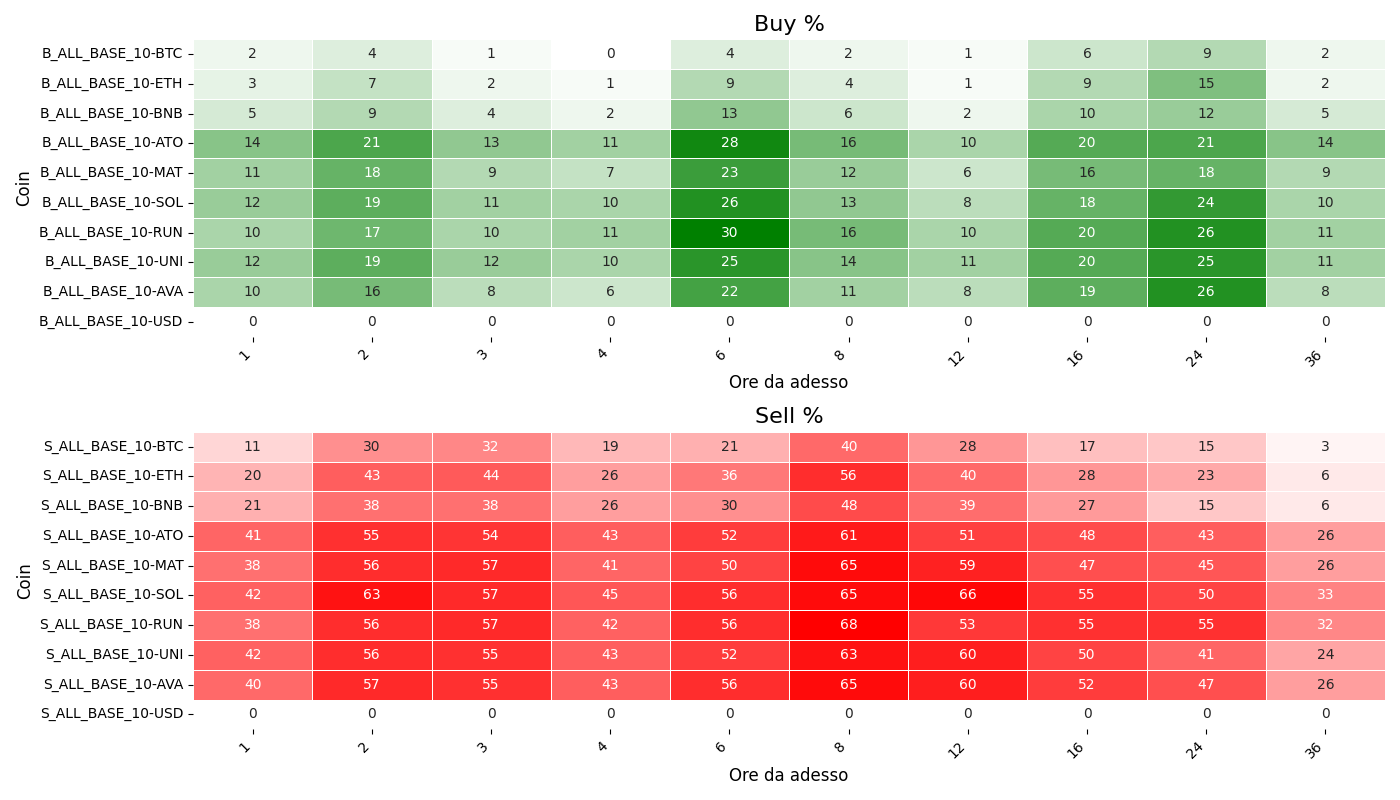 Buy %
Coin
B_ALL_BASE_10-BTC 2 4 1 0 4 2 1 6 9 2
B_ALL_BASE_10-ETH 3 7 2 1 9 4 1 9 15 2
B_ALL_BASE_10-BNB 5 9 4 2 13 6 2 10 12 5
B_ALL_BASE_10-ATO 14 21 13 11 28 16 10 20 21 14
B_ALL_BASE_10-MAT 11 18 9 7 23 12 6 16 18 9
B_ALL_BASE_10-SOL 12 19 11 10 26 13 8 18 24 10
B_ALL_BASE_10-RUN 10 17 10 11 30 16 10 20 26 11
B_ALL_BASE_10-UNI 12 19 12 10 25 14 11 20 25 11
B_ALL_BASE_10-AVA 10 16 8 6 22 11 8 19 26 8
B_ALL_BASE_10-USD 0 0 0 0 0 0 0 0 0 0
1 2 3 4 6 8 12 16 24 36
Ore da adesso
Sell %
Coin
S_ALL_BASE_10-BTC 11 30 32 19 21 40 28 17 15 3
S_ALL_BASE_10-ETH 20 43 44 26 36 56 40 28 23 6
S_ALL_BASE_10-BNB 21 38 38 26 30 48 39 27 15 6
S_ALL_BASE_10-ATO 41 55 54 43 52 61 51 48 43 26
S_ALL_BASE_10-MAT 38 56 57 41 50 65 59 47 45 26
S_ALL_BASE_10-SOL 42 63 57 45 56 65 66 55 50 33
S_ALL_BASE_10-RUN 38 56 57 42 56 68 53 55 55 32
S_ALL_BASE_10-UNI 42 56 55 43 52 63 60 50 41 24
S_ALL_BASE_10-AVA 40 57 55 43 56 65 60 52 47 26
S_ALL_BASE_10-USD 0 0 0 0 0 0 0 0 0 0
1 2 3 4 6 8 12 16 24 36
Ore da adesso